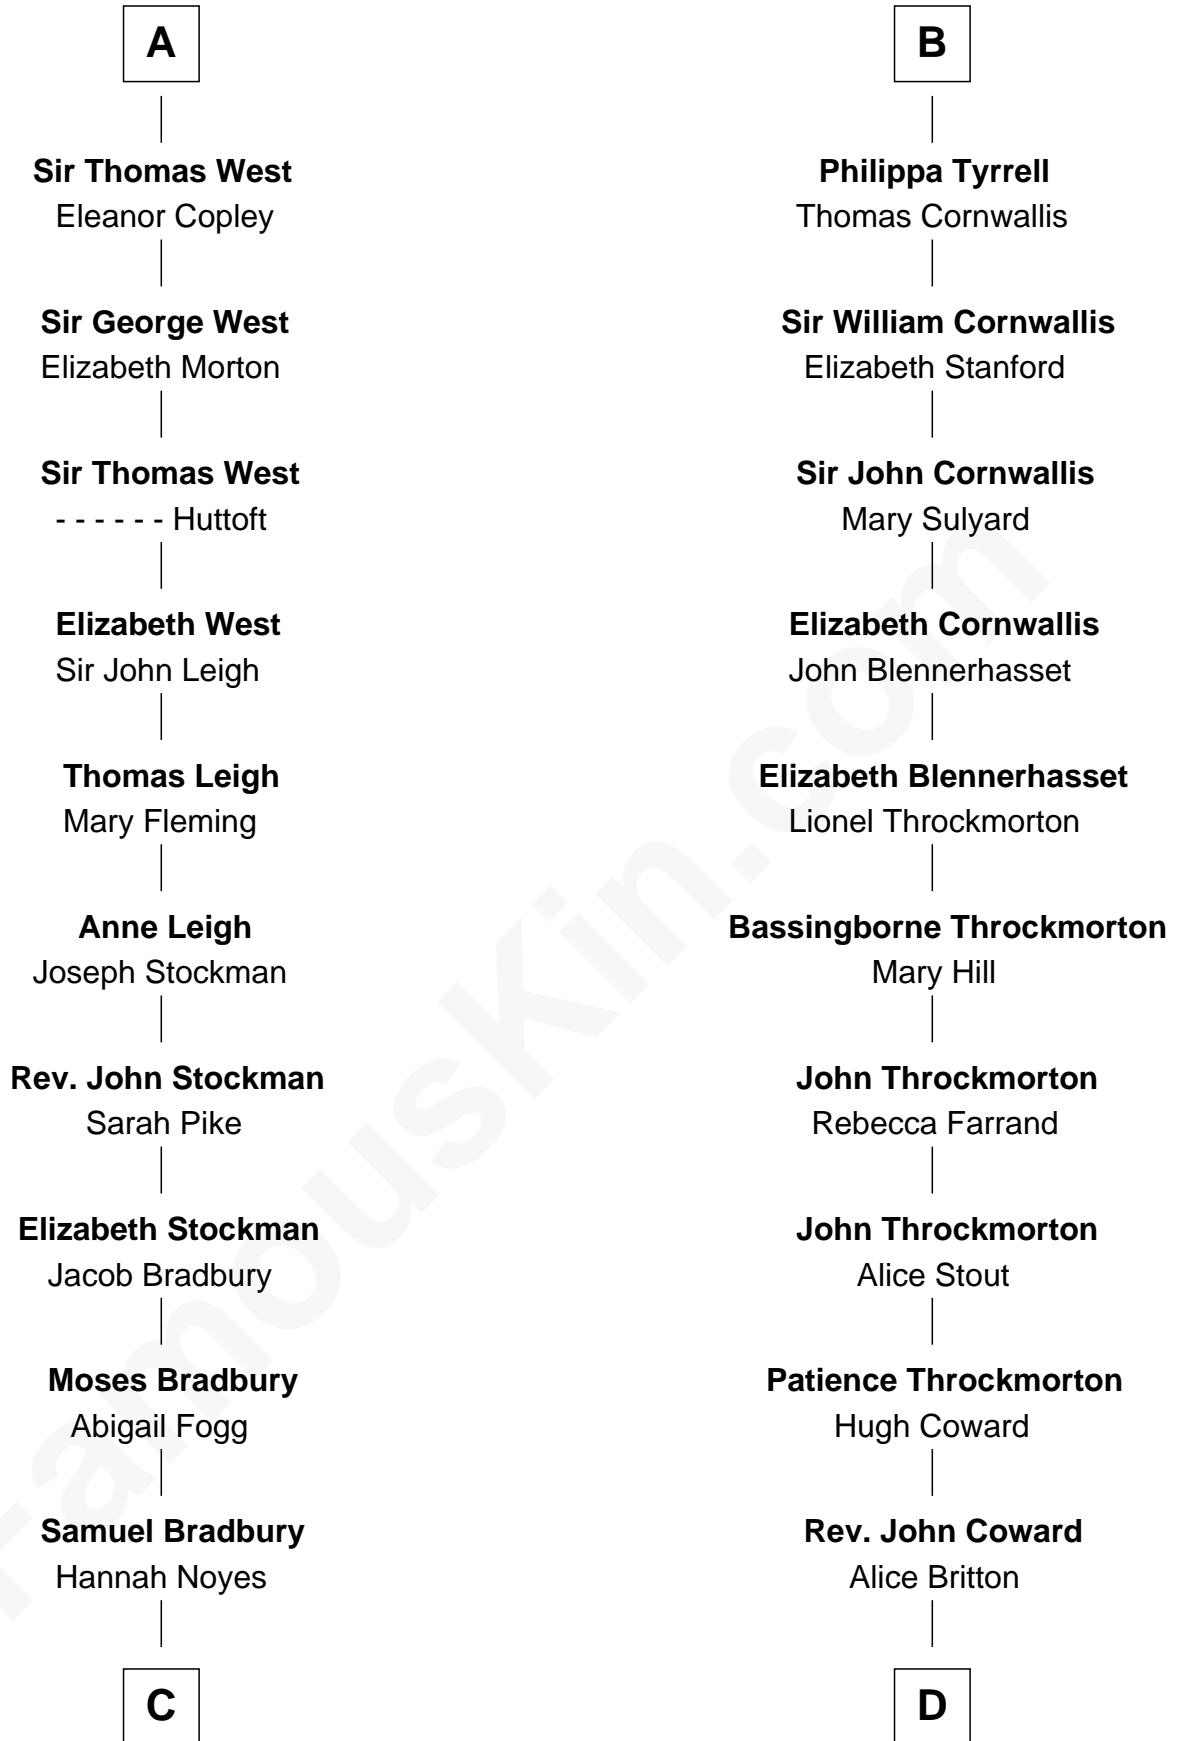 A
Sir Thomas West
Eleanor Copley
Sir George West
Elizabeth Morton
Sir Thomas West
- - - - - - Huttoft
Elizabeth West
Sir John Leigh
Thomas Leigh
Mary Fleming
Anne Leigh
Joseph Stockman
Rev. John Stockman
Sarah Pike
Elizabeth Stockman
Jacob Bradbury
Moses Bradbury
Abigail Fogg
Samuel Bradbury
Hannah Noyes
C
B
Philippa Tyrrell
Thomas Cornwallis
Sir William Cornwallis
Elizabeth Stanford
Sir John Cornwallis
Mary Sulyard
Elizabeth Cornwallis
John Blennerhasset
Elizabeth Blennerhasset
Lionel Throckmorton
Bassingborne Throckmorton
Mary Hill
John Throckmorton
Rebecca Farrand
John Throckmorton
Alice Stout
Patience Throckmorton
Hugh Coward
Rev. John Coward
Alice Britton
D
FamousKin.com